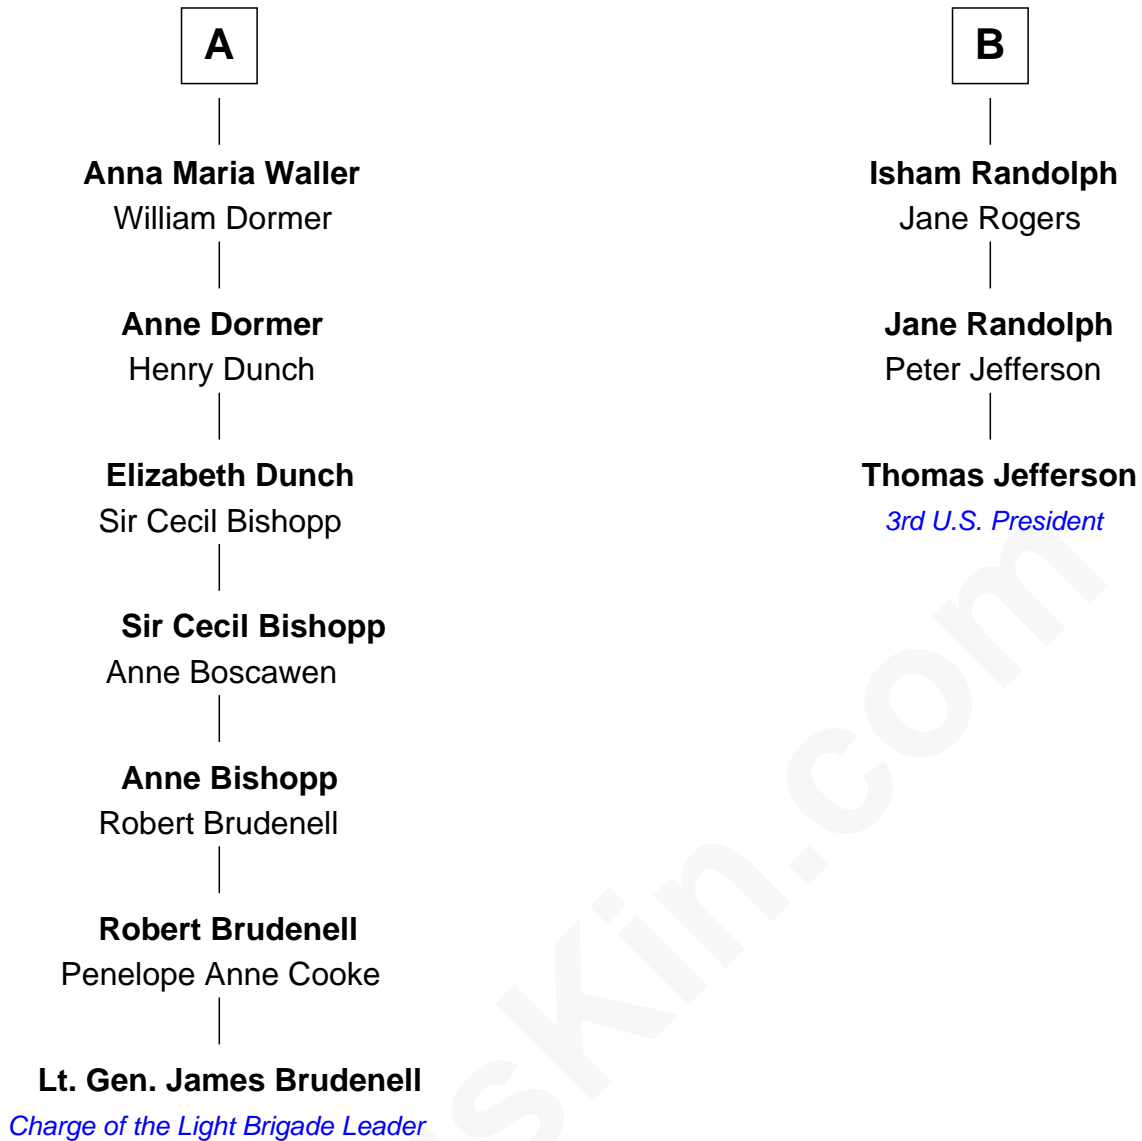 A
Anna Maria Waller
William Dormer
Anne Dormer
Henry Dunch
Elizabeth Dunch
Sir Cecil Bishopp
Sir Cecil Bishopp
Anne Boscawen
Anne Bishopp
Robert Brudenell
Robert Brudenell
Penelope Anne Cooke
Lt. Gen. James Brudenell
Charge of the Light Brigade Leader
B
Isham Randolph
Jane Rogers
Jane Randolph
Peter Jefferson
Thomas Jefferson
3rd U.S. President
sKin.com